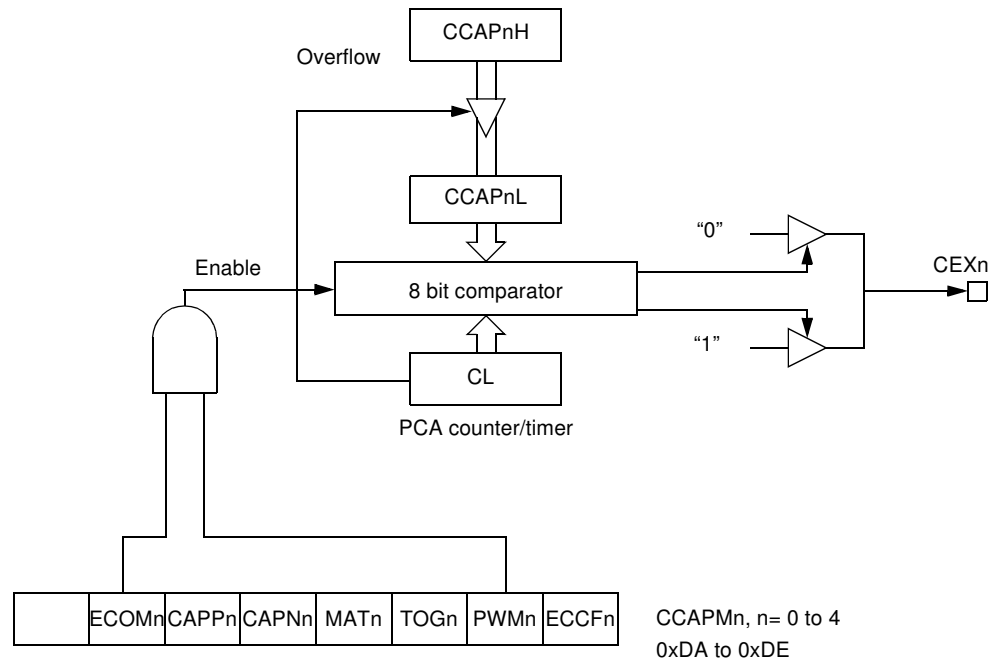 CCAPnH
Overflow
CCAPnL
“0”
Enable
CEXn
8 bit comparator
“1”
CL
PCA counter/timer
ECOMn CAPPn CAPNn MATn TOGn PWMn ECCFn
CCAPMn, n= 0 to 4
0xDA to 0xDE